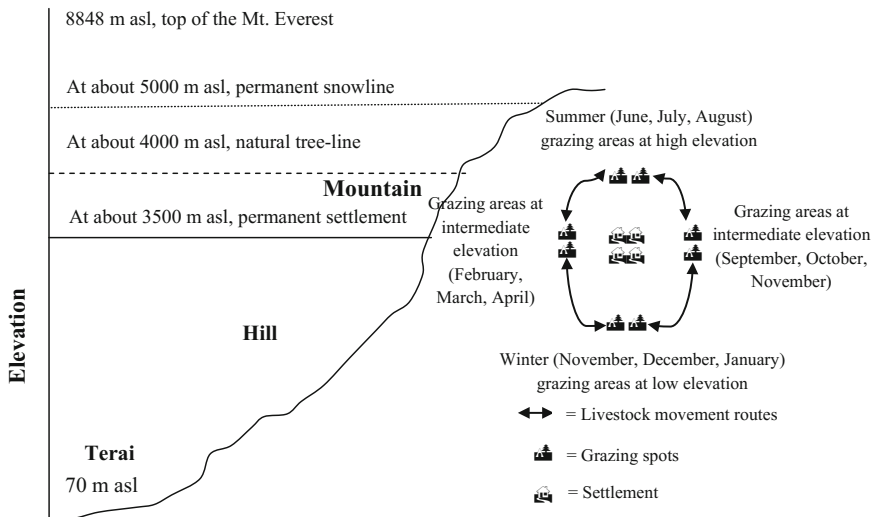 8848 m asl, top of the Mt. Everest
At about 5000 m asl, permanent snowline
At about 4000 m asl, natural tree-line
Mountain
At about 3500 m asl, permanent settlement
Hill
Terai
70 m asl
Elevation
Summer (June, July, August)
grazing areas at high elevation
Grazing areas at
intermediate
elevation
(February,
March, April)
Grazing areas at
intermediate elevation
(September, October,
November)
Winter (November, December, January)
grazing areas at low elevation
= Livestock movement routes
= Grazing spots
= Settlement